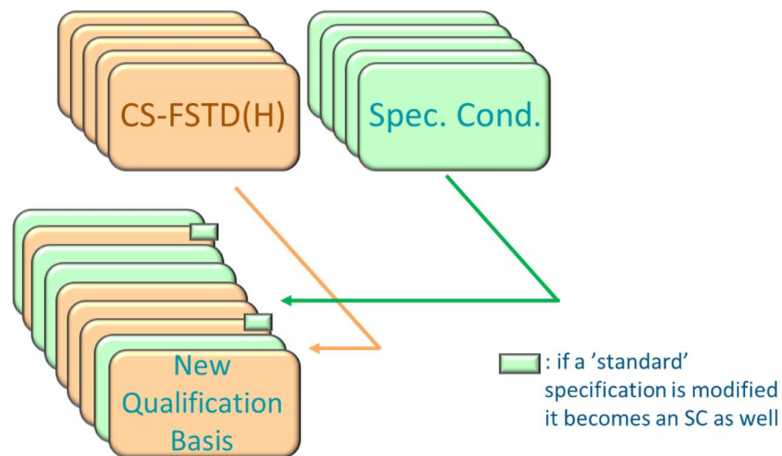 CS-FSTD(H)
Spec. Cond.
New
Qualification
Basis
: if a ’standard’
specification is modified
it becomes an SC as well